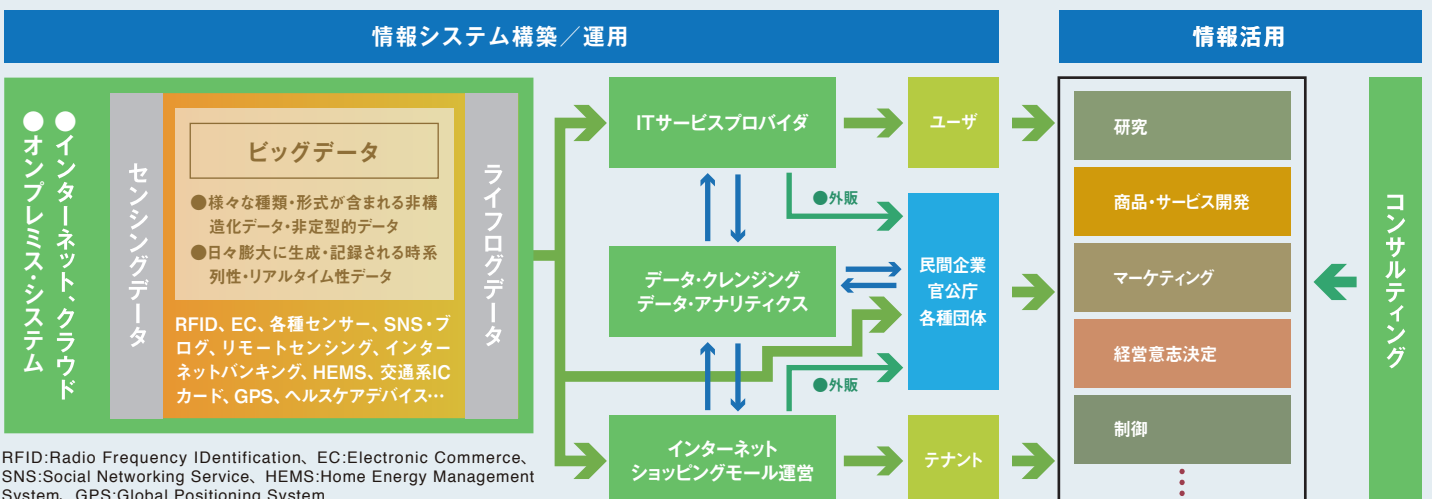 情報システム構築／運用
情報活用
●インターネット、クラウド
●オンプレミス・システム
センシングデータ
ビッグデータ
●様々な種類・形式が含まれる非構
造化データ・非定型的データ
●日々膨大に生成・記録される時系
列性・リアルタイム性データ
RFID、EC、各種センサー、SNS・ブ
ログ、リモートセンシング、インター
ネットバンキング、HEMS、交通系IC
カード、GPS、ヘルスケアデバイス…
ライフログデータ
ITサービスプロバイダ
ユーザ
●外販
データ・クレンジング
データ・アナリティクス
民間企業
官公庁
各種団体
●外販
インターネット
ショッピングモール運営
テナント
研究
商品・サービス開発
マーケティング
経営意志決定
制御
コンサルティング
RFID:Radio Frequency IDentification、EC:Electronic Commerce、
SNS:Social Networking Service、HEMS:Home Energy Management
System、GPS:Global Positioning System